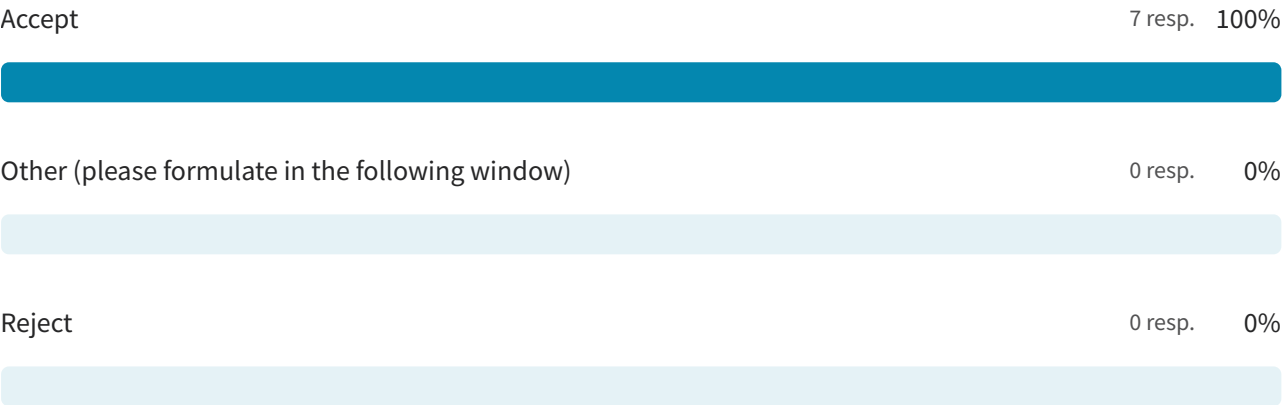 Accept 7 resp. 100%
Other (please formulate in the following window) 0 resp. 0%
Reject 0 resp. 0%